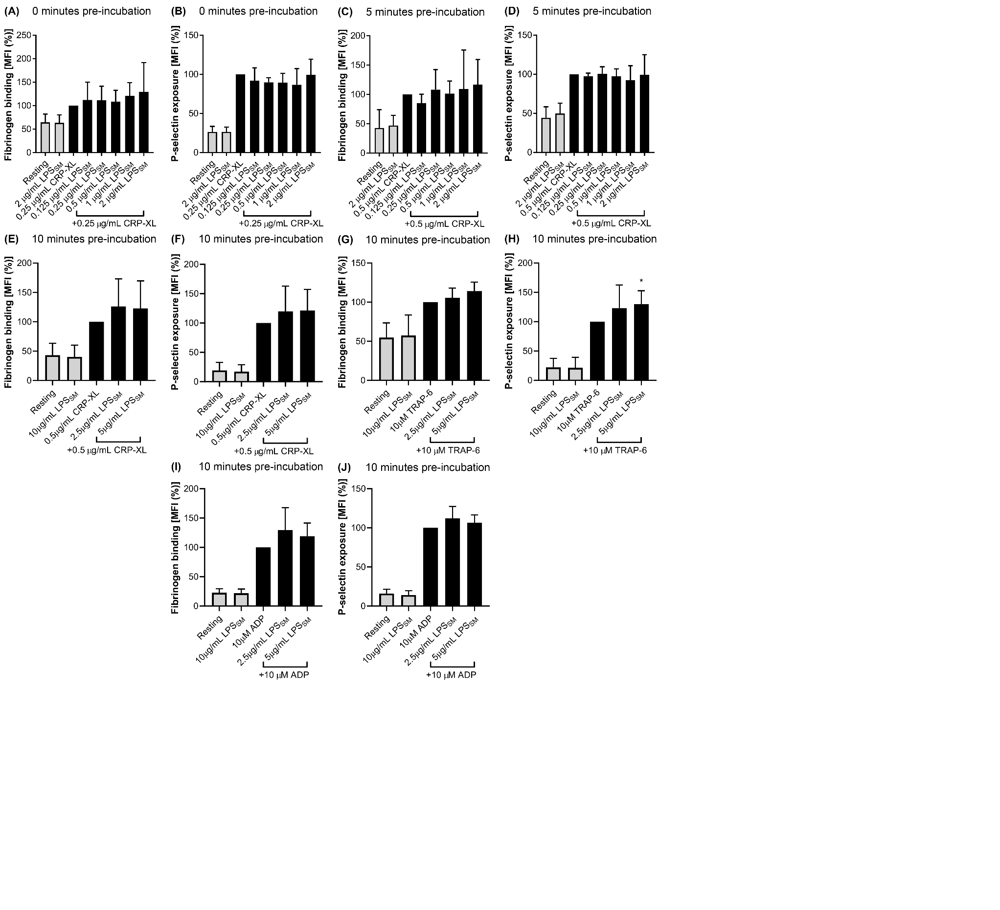 (A) 0 minutes pre-incubation
Fibrinogen binding [MFI (%)]
250
200
150
100
50
0
Resting
2 µg/mL LPSSM
0.25 µg/mL CRP-XL
0.125 µg/mL LPSSM
0.25 µg/mL LPSSM
0.5 µg/mL LPSSM
1 µg/mL LPSSM
2 µg/mL LPSSM
+0.25 µg/mL CRP-XL
(B) 0 minutes pre-incubation
P-selectin exposure [MFI (%)]
150
100
50
0
Resting
2 µg/mL LPSSM
0.25 µg/mL CRP-XL
0.125 µg/mL LPSSM
0.25 µg/mL LPSSM
0.5 µg/mL LPSSM
1 µg/mL LPSSM
2 µg/mL LPSSM
+0.25 µg/mL CRP-XL
(C) 5 minutes pre-incubation
Fibrinogen binding [MFI (%)]
200
150
100
50
0
Resting
2 µg/mL LPSSM
0.5 µg/mL CRP-XL
0.125 µg/mL LPSSM
0.25 µg/mL LPSSM
0.5 µg/mL LPSSM
1 µg/mL LPSSM
2 µg/mL LPSSM
+0.5 µg/mL CRP-XL
(D) 5 minutes pre-incubation
P-selectin exposure [MFI (%)]
150
100
50
0
Resting
2 µg/mL LPSSM
0.5 µg/mL CRP-XL
0.125 µg/mL LPSSM
0.25 µg/mL LPSSM
0.5 µg/mL LPSSM
1 µg/mL LPSSM
2 µg/mL LPSSM
+0.5 µg/mL CRP-XL
(E) 10 minutes pre-incubation
Fibrinogen binding [MFI (%)]
200
150
100
50
0
Resting
10µg/mL LPSSM
0.5µg/mL CRP-XL
2.5µg/mL LPSSM
5µg/mL LPSSM
+0.5 µg/mL CRP-XL
(F) 10 minutes pre-incubation
P-selectin exposure [MFI (%)]
200
150
100
50
0
Resting
10µg/mL LPSSM
0.5µg/mL CRP-XL
2.5µg/mL LPSSM
5µg/mL LPSSM
+0.5 µg/mL CRP-XL
(G) 10 minutes pre-incubation
Fibrinogen binding [MFI (%)]
150
100
50
0
Resting
10µg/mL LPSSM
10µM TRAP-6
2.5µg/mL LPSSM
5µg/mL LPSSM
+10 µM TRAP-6
(H) 10 minutes pre-incubation
P-selectin exposure [MFI (%)]
200
150
100
50
0
*
Resting
10µg/mL LPSSM
10µM TRAP-6
2.5µg/mL LPSSM
5µg/mL LPSSM
+10 µM TRAP-6
(I) 10 minutes pre-incubation
Fibrinogen binding [MFI (%)]
200
150
100
50
0
Resting
10µg/mL LPSSM
10µM ADP
2.5µg/mL LPSSM
5µg/mL LPSSM
+10 µM ADP
(J) 10 minutes pre-incubation
P-selectin exposure [MFI (%)]
150
100
50
0
Resting
10µg/mL LPSSM
10µM ADP
2.5µg/mL LPSSM
5µg/mL LPSSM
+10 µM ADP